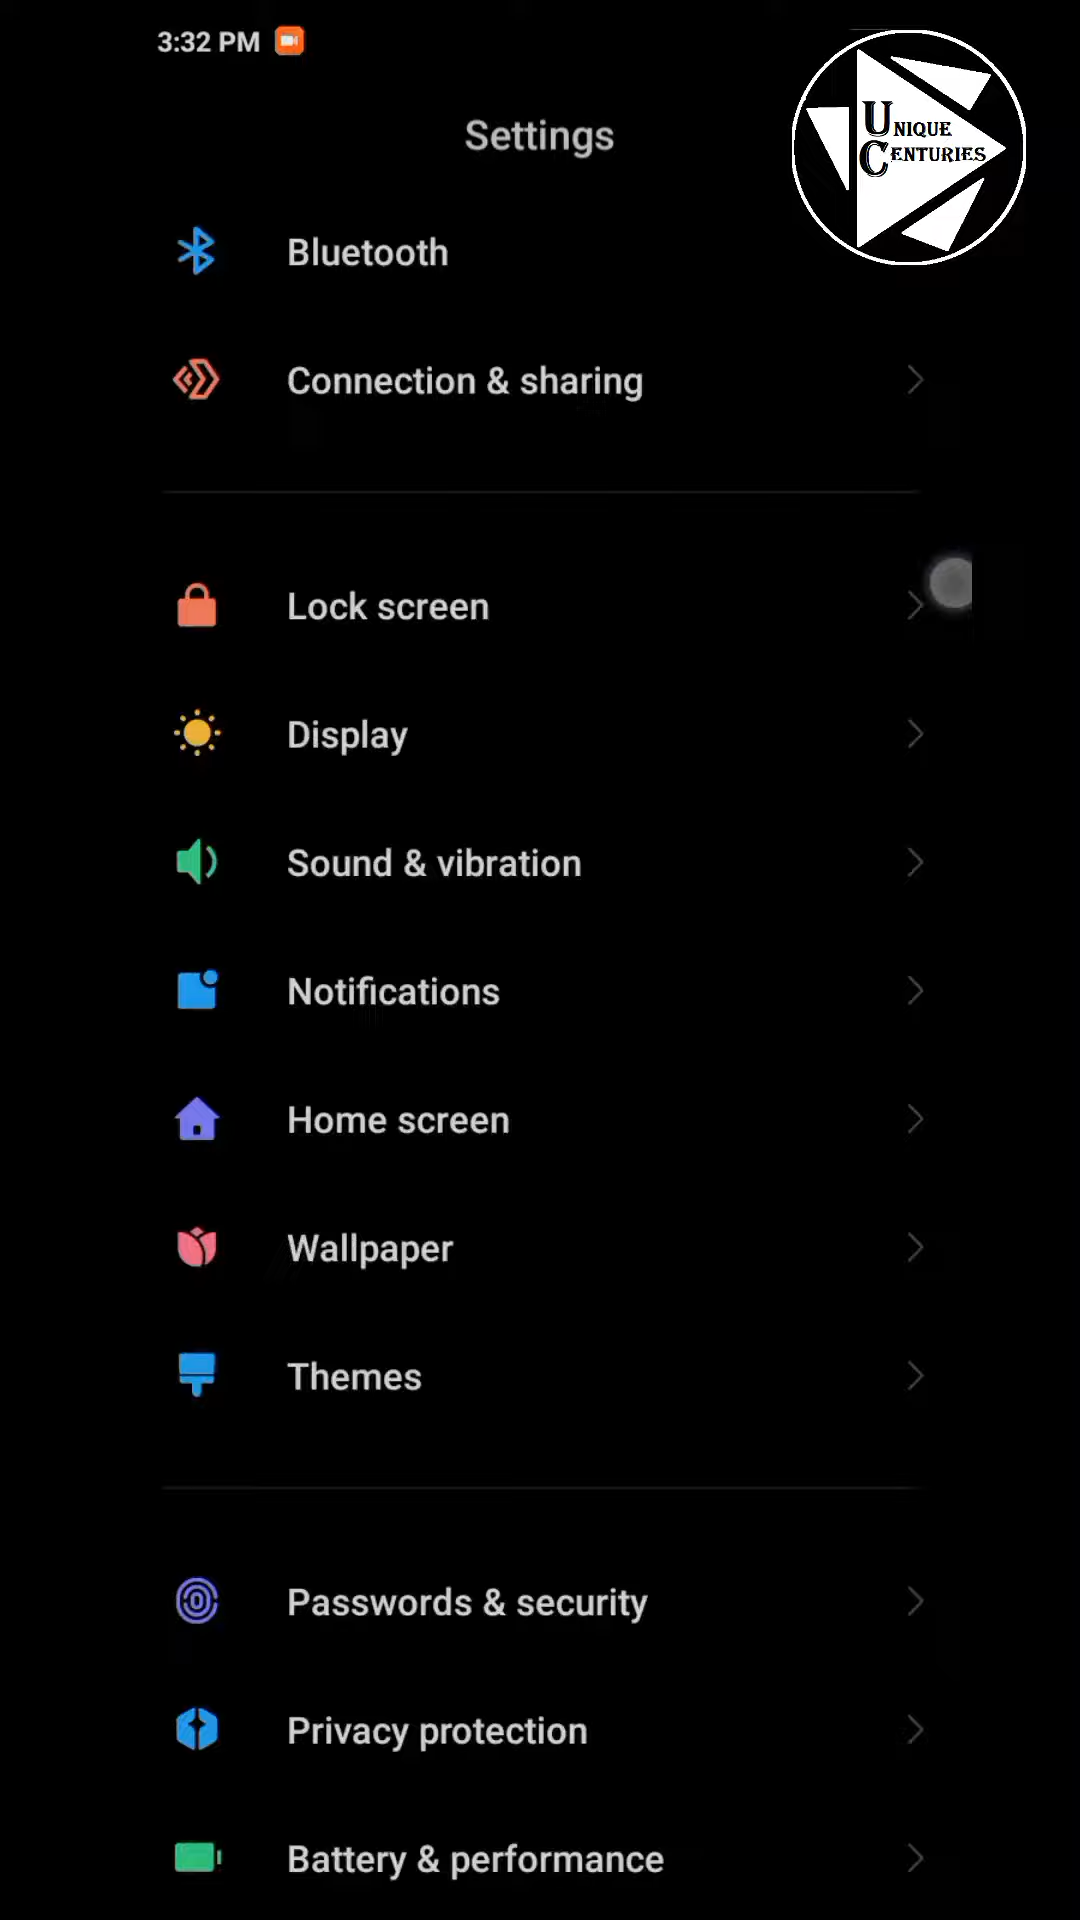 3:32 PM
UNIQUE
CENTURIES
Settings
Bluetooth
Connection & sharing
Lock screen
Display
Sound & vibration
Notifications
Home screen
Wallpaper
Themes
Passwords & security
Privacy protection
Battery & performance